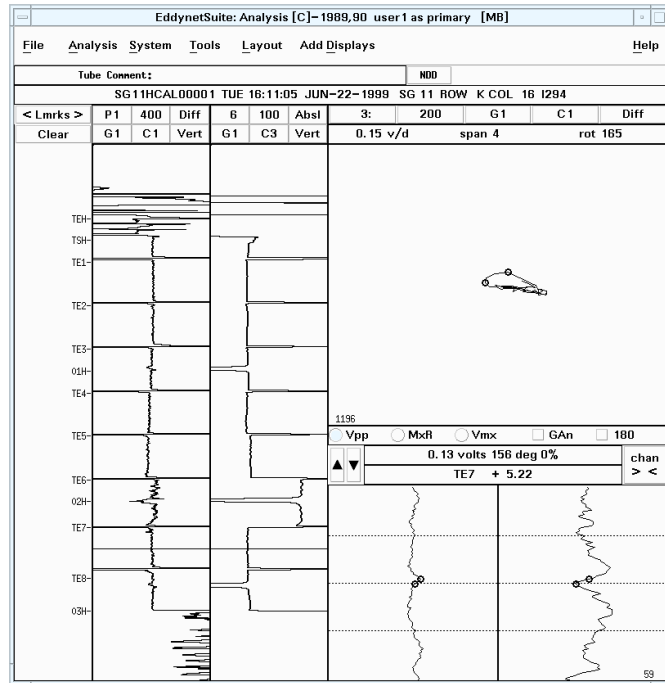 EddynetSuite: Analysis [C]-1989,90 user1 as primary [MB]
File Analysis System Tools Layout Add Displays Help
Tube Comment: NDD
SG11HCAL00001 TUE 16:11:05 JUN-22-1999 SG 11 ROW K COL 16 I294
< Lmrks > P1 400 Diff 6 100 Absl 3: 200 G1 C1 Diff
Clear G1 C1 Vert G1 C3 Vert 0.15 v/d span 4 rot 165
TEH
TSH
TE1
TE2
TE3
01H
TE4
TE5
TE6
02H
TE7
TE8
03H
1196
Vpp MxR Vmx GAn 180
0.13 volts 156 deg 0% chan
TE7 + 5.22 > <
59